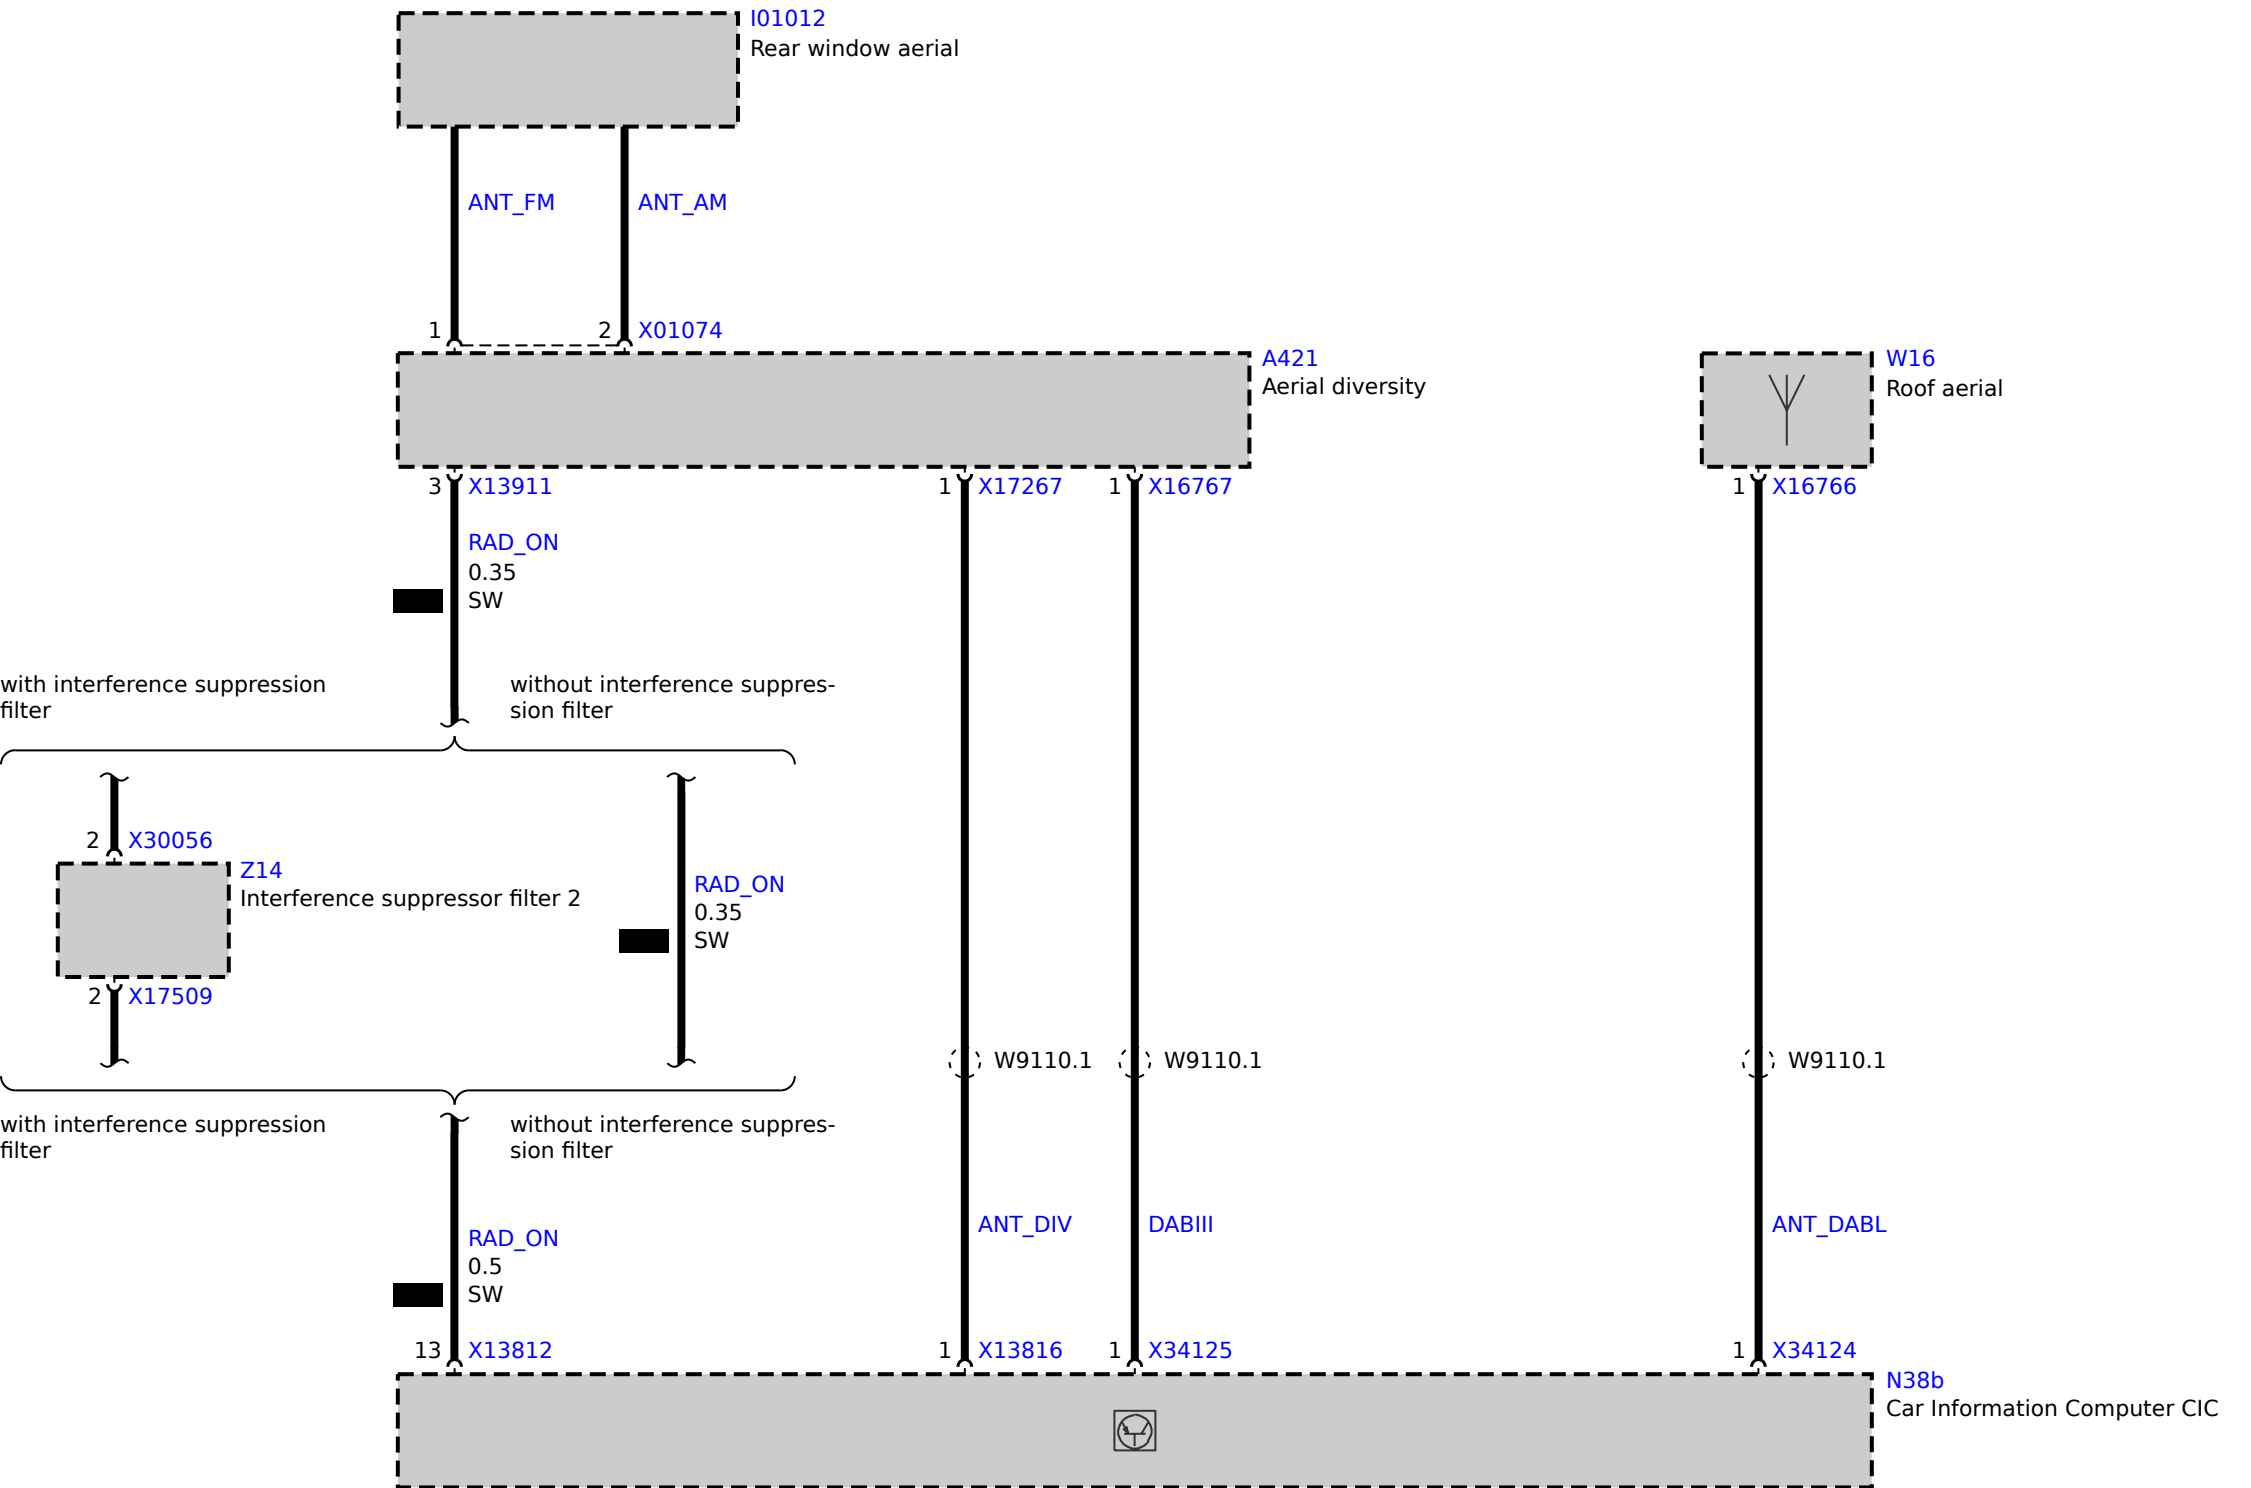 I01012
Rear window aerial
ANT_FM
ANT_AM
1
2
X01074
A421
Aerial diversity
W16
Roof aerial
3
X13911
1
X17267
1
X16767
1
X16766
RAD_ON
0.35
SW
with interference suppression
filter
without interference suppres-
sion filter
2
X30056
Z14
Interference suppressor filter 2
RAD_ON
0.35
SW
2
X17509
W9110.1
W9110.1
W9110.1
with interference suppression
filter
without interference suppres-
sion filter
RAD_ON
0.5
SW
ANT_DIV
DABIII
ANT_DABL
13
X13812
1
X13816
1
X34125
1
X34124
N38b
Car Information Computer CIC